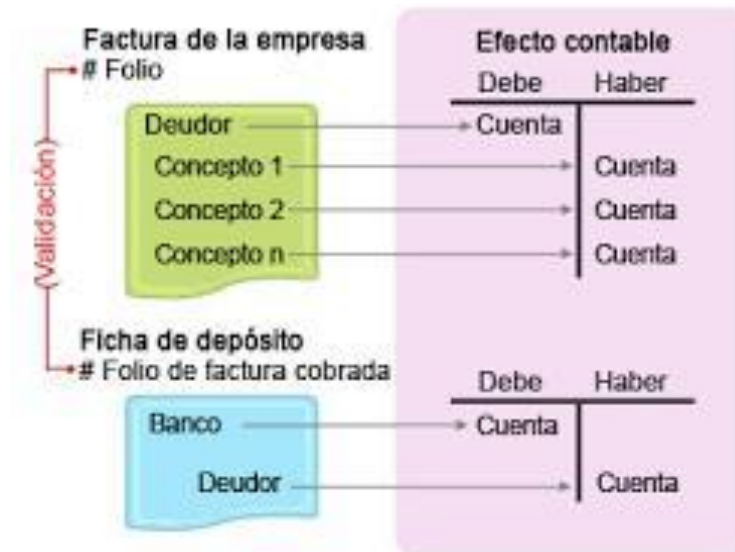 Factura de la empresa
# Folio
Efecto contable
Debe Haber
Deudor Cuenta
Concepto 1 Cuenta
Concepto 2 Cuenta
Concepto n Cuenta
(Validación)
Ficha de depósito
# Folio de factura cobrada
Debe Haber
Banco Cuenta
Deudor Cuenta